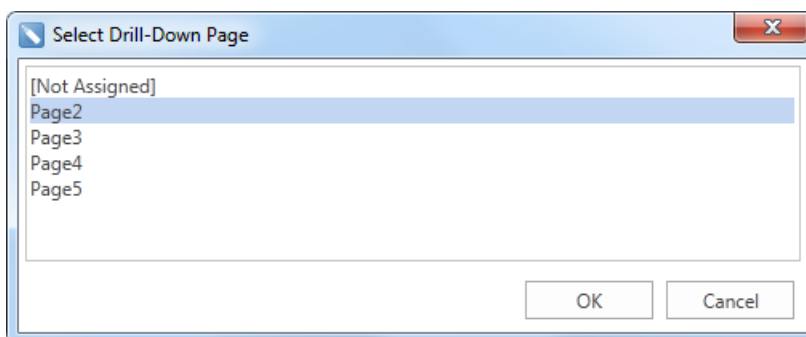 Select Drill-Down Page
[Not Assigned]
Page2
Page3
Page4
Page5
OK
Cancel